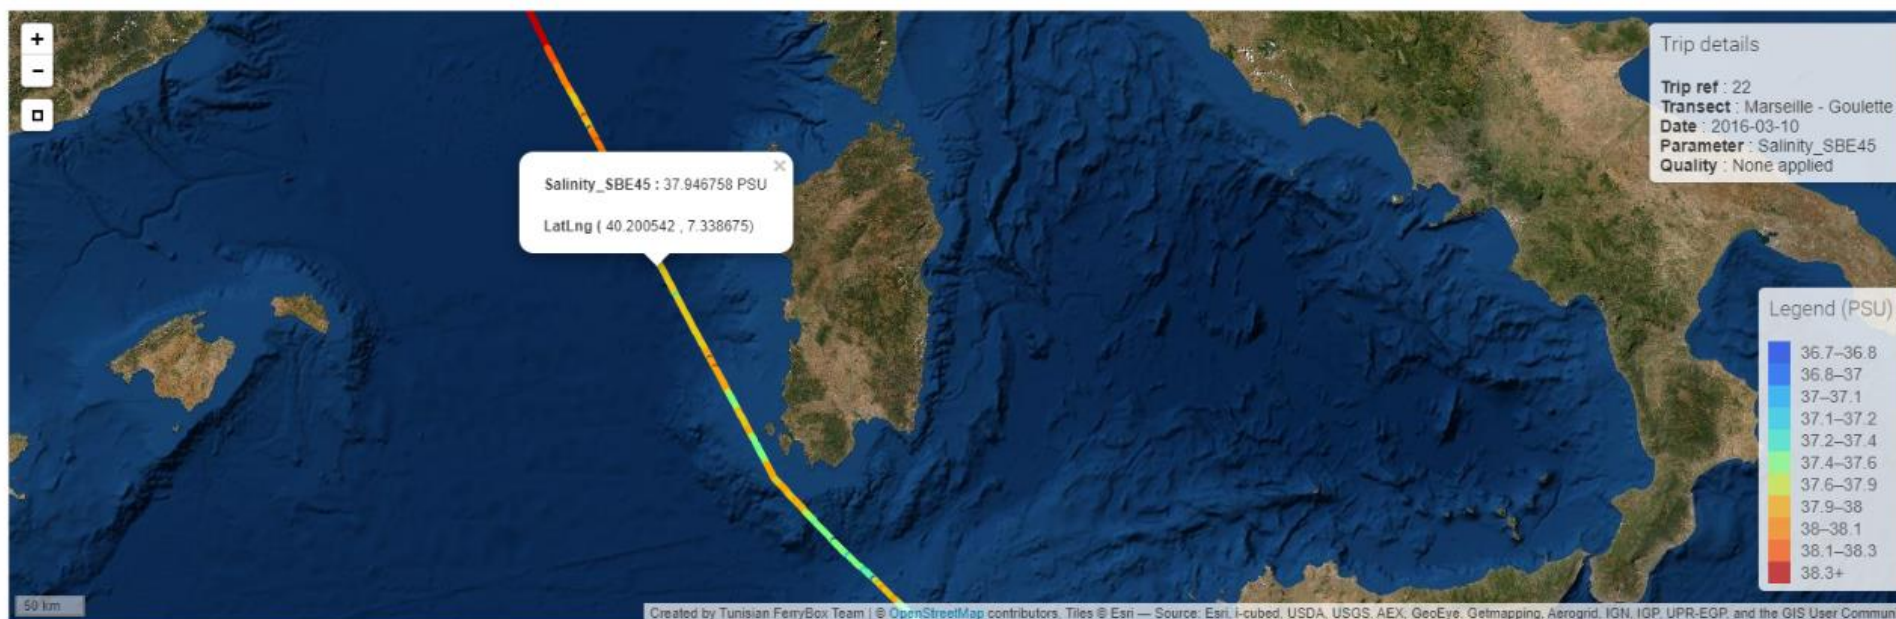 +
−
Trip details
Trip ref : 22
Transect : Marseille - Goulette
Date : 2016-03-10
Parameter : Salinity_SBE45
Quality : None applied
×
Salinity_SBE45 : 37.946758 PSU
LatLng ( 40.200542 , 7.338675)
Legend (PSU)
36.7–36.8
36.8–37
37–37.1
37.1–37.2
37.2–37.4
37.4–37.6
37.6–37.9
37.9–38
38–38.1
38.1–38.3
38.3+
50 km
Created by Tunisian FerryBox Team | © OpenStreetMap contributors, Tiles © Esri — Source: Esri, i-cubed, USDA, USGS, AEX, GeoEye, Getmapping, Aerogrid, IGN, IGP, UPR-EGP, and the GIS User Commun